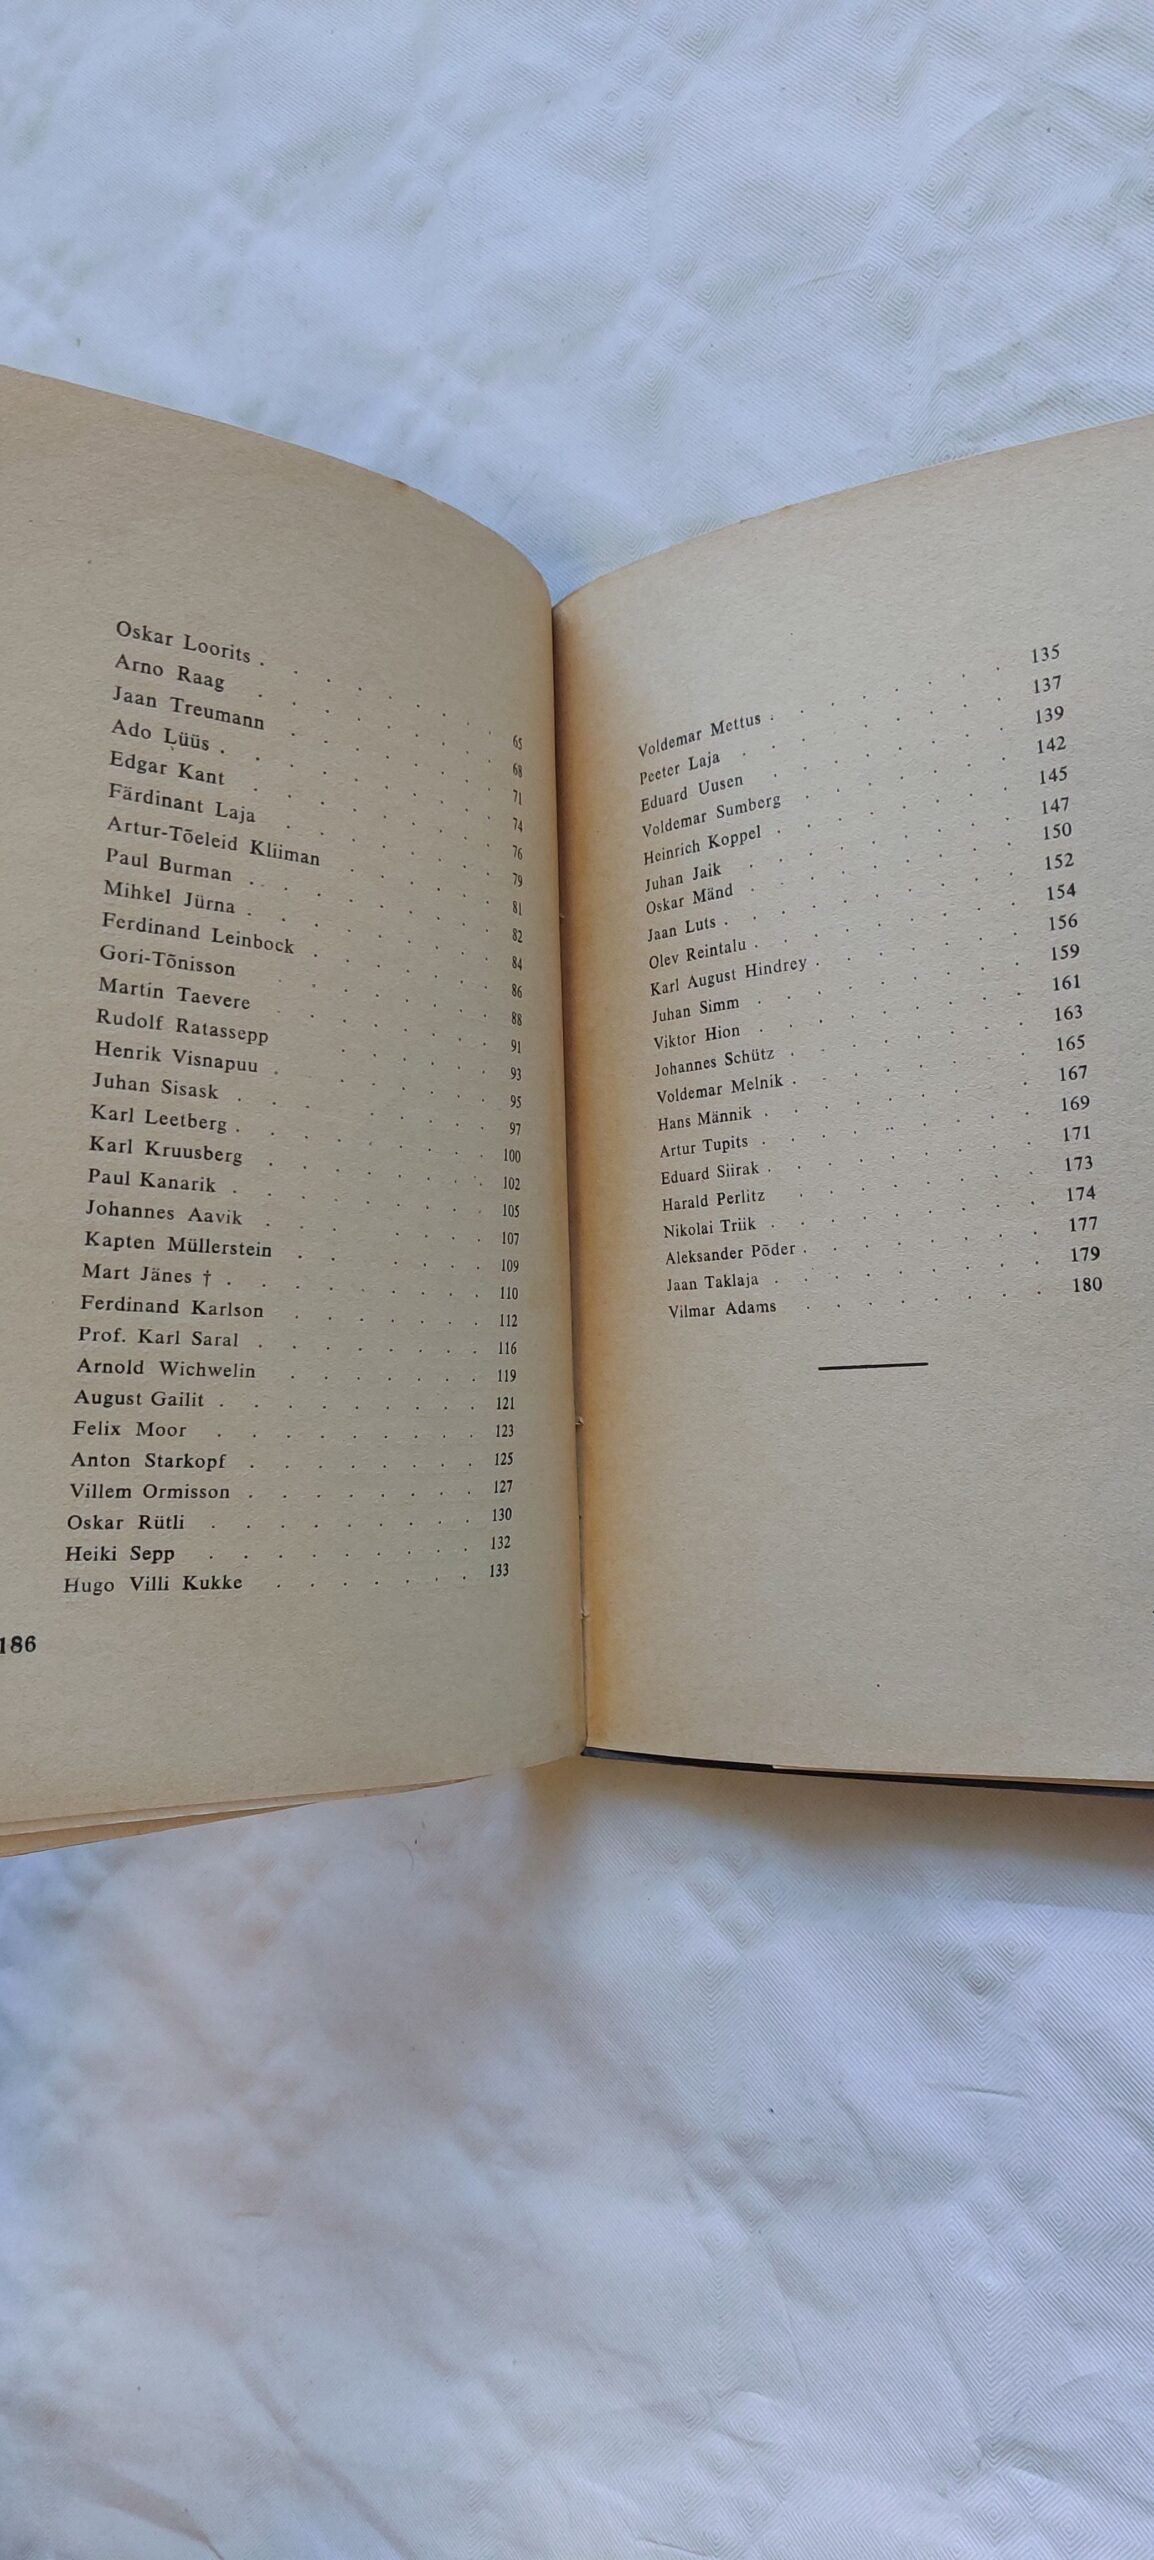 Oskar Loorits . . . . . . . . 65
Arno Raag . . . . . . . . 68
Jaan Treumann . . . . . . . 71
Ado Lüüs . . . . . . . . 74
Edgar Kant . . . . . . . . 76
Färdinant Laja . . . . . . . 79
Artur-Tõeleid Kliiman . . . . . 81
Paul Burman . . . . . . . . 82
Mihkel Jürna . . . . . . . . 84
Ferdinand Leinbock . . . . . . 86
Gori-Tõnisson . . . . . . . 88
Martin Taevere . . . . . . . 91
Rudolf Ratassepp . . . . . . 93
Henrik Visnapuu . . . . . . . 95
Juhan Sisask . . . . . . . . 97
Karl Leetberg . . . . . . . . 100
Karl Kruusberg . . . . . . . 102
Paul Kanarik . . . . . . . . 105
Johannes Aavik . . . . . . . 107
Kapten Müllerstein . . . . . . 109
Mart Jänes † . . . . . . . . 110
Ferdinand Karlson . . . . . . 112
Prof. Karl Saral . . . . . . . 116
Arnold Wichwelin . . . . . . 119
August Gailit . . . . . . . . 121
Felix Moor . . . . . . . . 123
Anton Starkopf . . . . . . . 125
Villem Ormisson . . . . . . . 127
Oskar Rütli . . . . . . . . 130
Heiki Sepp . . . . . . . . 132
Hugo Villi Kukke . . . . . . 133
186
Voldemar Mettus . . . . . . . 135
Peeter Laja . . . . . . . . 137
Eduard Uusen . . . . . . . 139
Voldemar Sumberg . . . . . . 142
Heinrich Koppel . . . . . . . 145
Juhan Jaik . . . . . . . . 147
Oskar Mänd . . . . . . . . 150
Jaan Luts . . . . . . . . . 152
Olev Reintalu . . . . . . . . 154
Karl August Hindrey . . . . . . 156
Juhan Simm . . . . . . . . 159
Viktor Hion . . . . . . . . 161
Johannes Schütz . . . . . . . 163
Voldemar Melnik . . . . . . . 165
Hans Männik . . . . . . . . 167
Artur Tupits . . . . . . . . 169
Eduard Siirak . . . . . . . . 171
Harald Perlitz . . . . . . . 173
Nikolai Triik . . . . . . . . 174
Aleksander Põder . . . . . . . 177
Jaan Taklaja . . . . . . . . 179
Vilmar Adams . . . . . . . 180